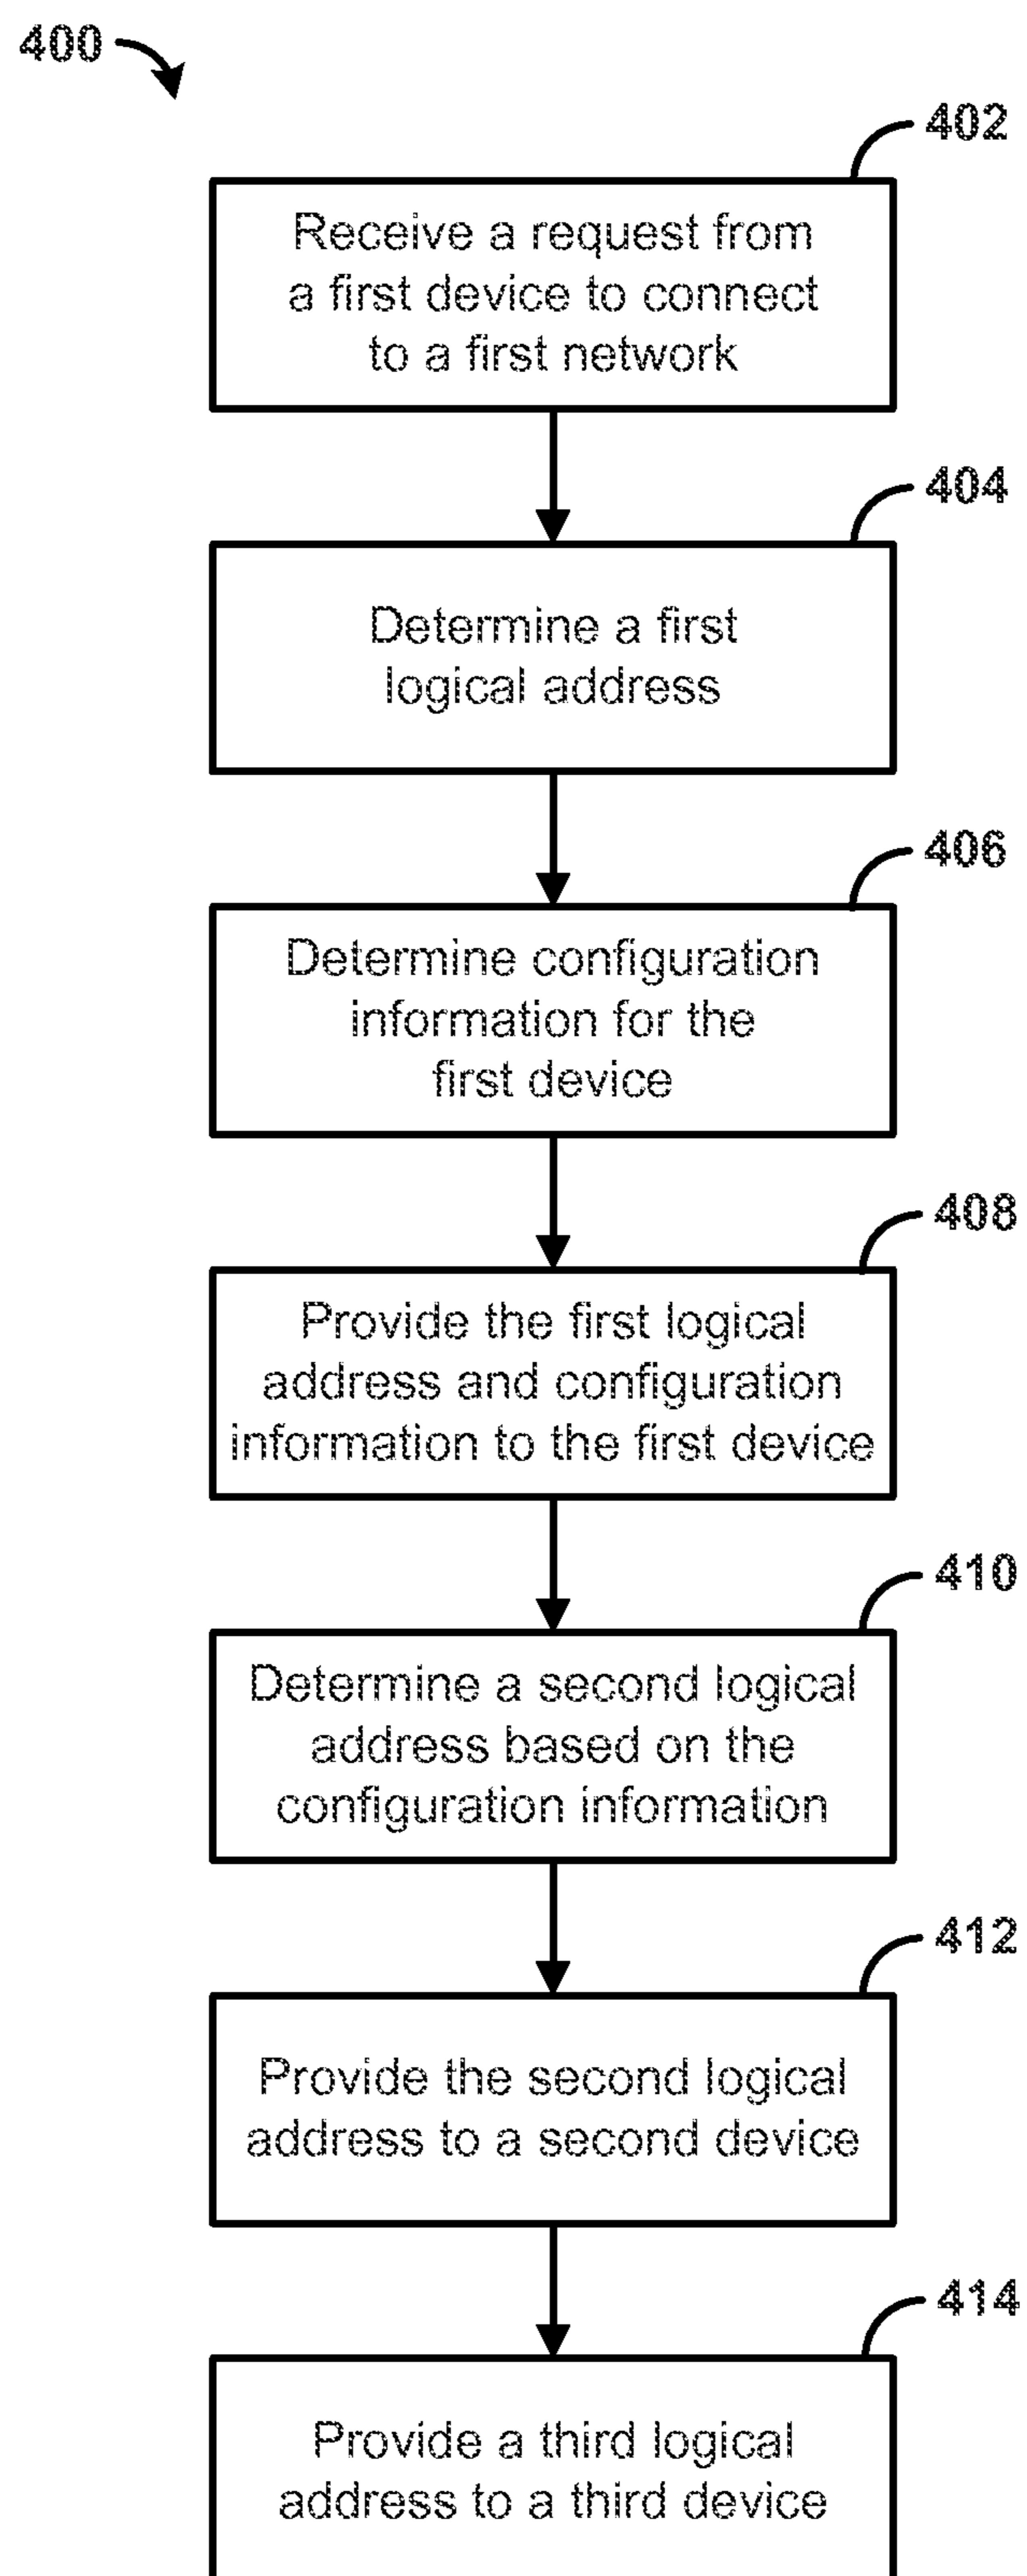 400
402
Receive a request from
a first device to connect
to a first network
404
Determine a first
logical address
406
Determine configuration
information for the
first device
408
Provide the first logical
address and configuration
information to the first device
410
Determine a second logical
address based on the
configuration information
412
Provide the second logical
address to a second device
414
Provide a third logical
address to a third device